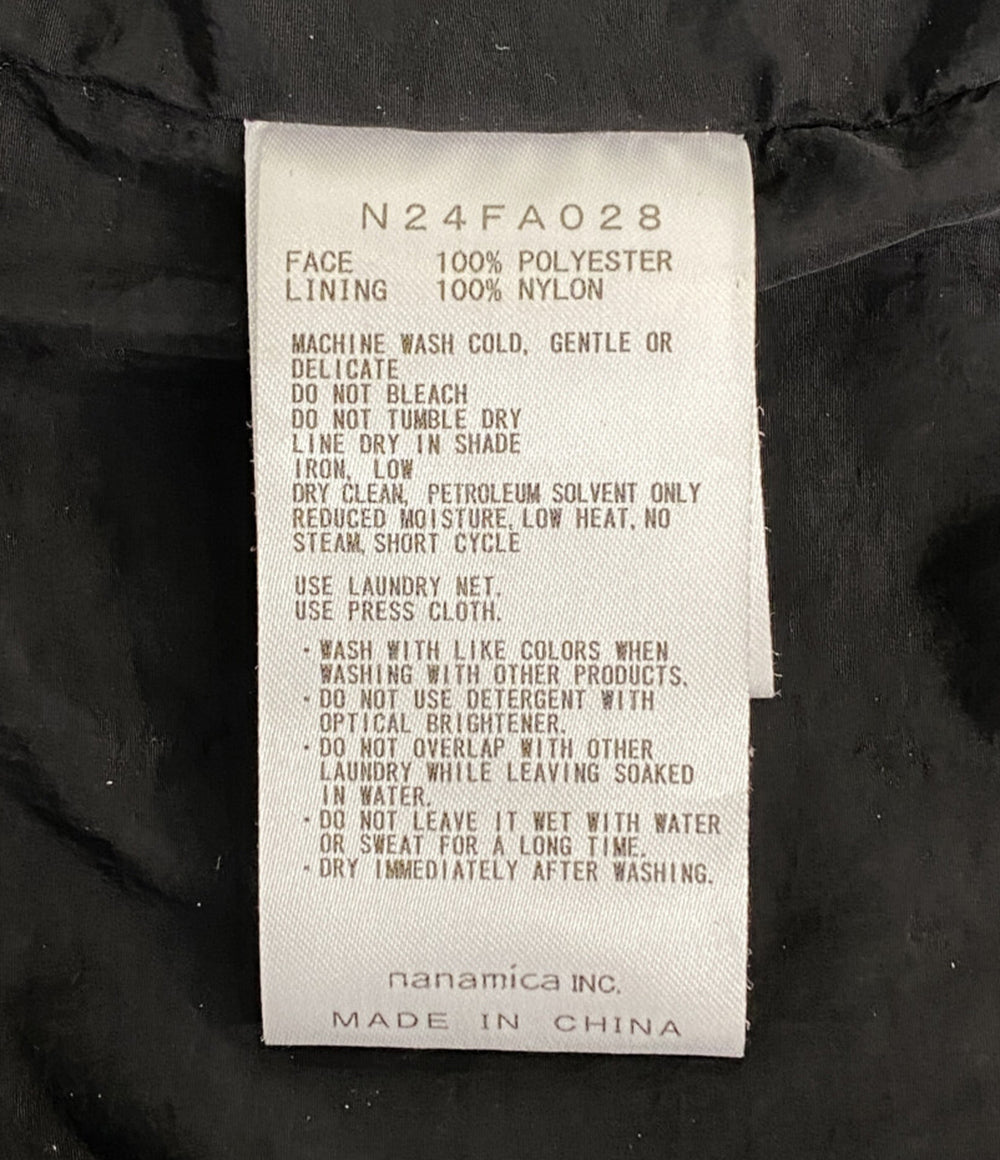 N24FA028
FACE 100% POLYESTER
LINING 100% NYLON
MACHINE WASH COLD, GENTLE OR
DELICATE
DO NOT BLEACH
DO NOT TUMBLE DRY
LINE DRY IN SHADE
IRON, LOW
DRY CLEAN, PETROLEUM SOLVENT ONLY
REDUCED MOISTURE, LOW HEAT, NO
STEAM, SHORT CYCLE
USE LAUNDRY NET.
USE PRESS CLOTH.
・WASH WITH LIKE COLORS WHEN
WASHING WITH OTHER PRODUCTS.
・DO NOT USE DETERGENT WITH
OPTICAL BRIGHTENER.
・DO NOT OVERLAP WITH OTHER
LAUNDRY WHILE LEAVING SOAKED
IN WATER.
・DO NOT LEAVE IT WET WITH WATER
OR SWEAT FOR A LONG TIME.
・DRY IMMEDIATELY AFTER WASHING.
nanamica INC.
MADE IN CHINA